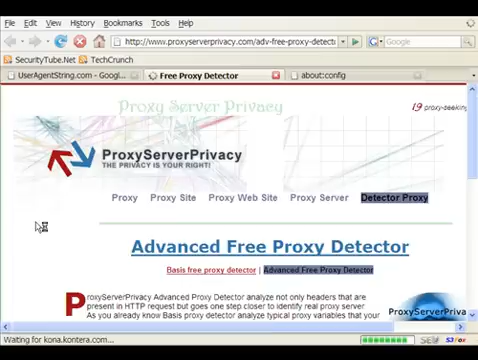 File Edit View History Bookmarks Tools Help
http://www.proxyserverprivacy.com/adv-free-proxy-detect
Google
SecurityTube.Net TechCrunch
UserAgentString.com - Googl... Free Proxy Detector about:config
Proxy Server Privacy
19 proxy-seeking
ProxyServerPrivacy
THE PRIVACY IS YOUR RIGHT!
Proxy Proxy Site Proxy Web Site Proxy Server Detector Proxy
Advanced Free Proxy Detector
Basis free proxy detector | Advanced Free Proxy Detector
ProxyServerPrivacy Advanced Proxy Detector analyze not only headers that are
present in HTTP request but goes one step closer to identify real proxy server
As you already know Basis proxy detector analyze typical proxy variables that your
ProxyServerPriva
Waiting for kona.kontera.com...
S3Fox